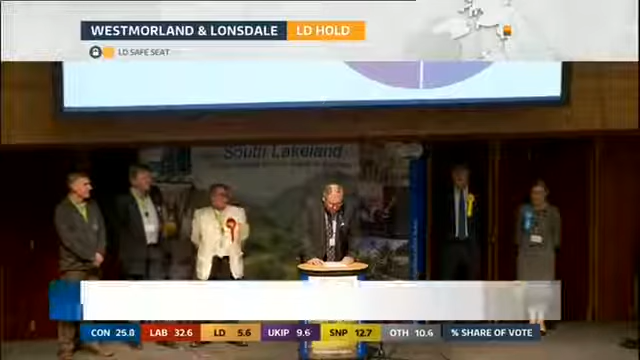 WESTMORLAND & LONSDALE LD HOLD
LD SAFE SEAT
South Lakeland
CON 25.8 LAB 32.6 LD 5.6 UKIP 9.6 SNP 12.7 OTH 10.6 % SHARE OF VOTE